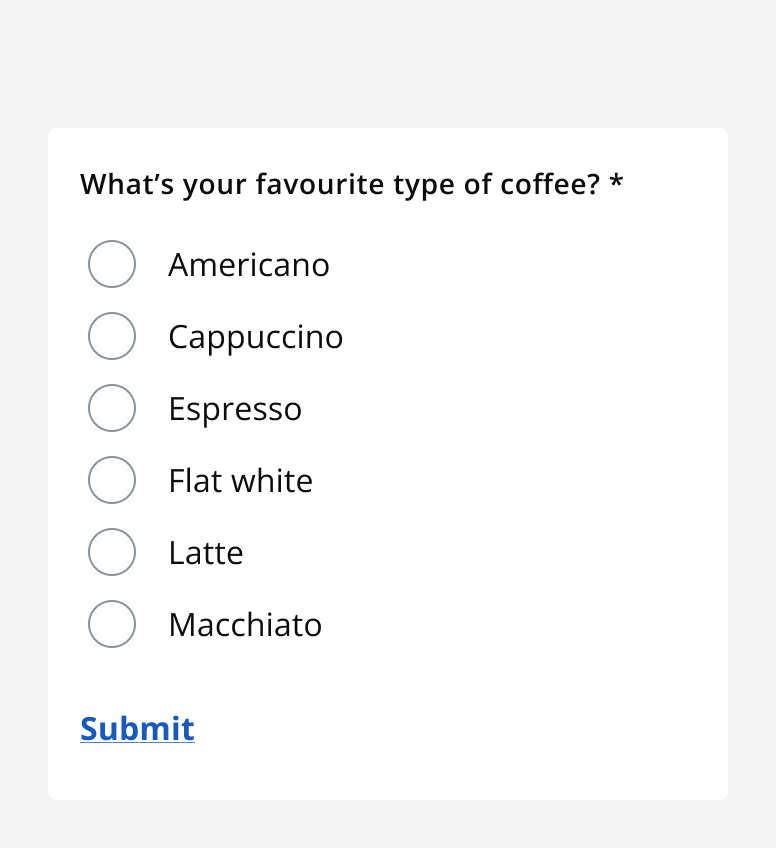 What’s your favourite type of coffee? *
Americano
Cappuccino
Espresso
Flat white
Latte
Macchiato
Submit